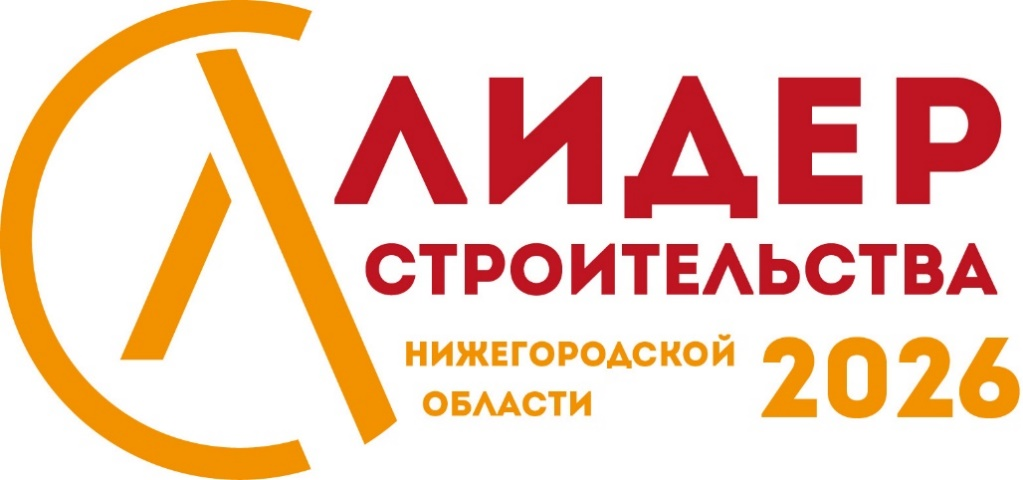 ЛИДЕР
СТРОИТЕЛЬСТВА
НИЖЕГОРОДСКОЙ
ОБЛАСТИ
2026